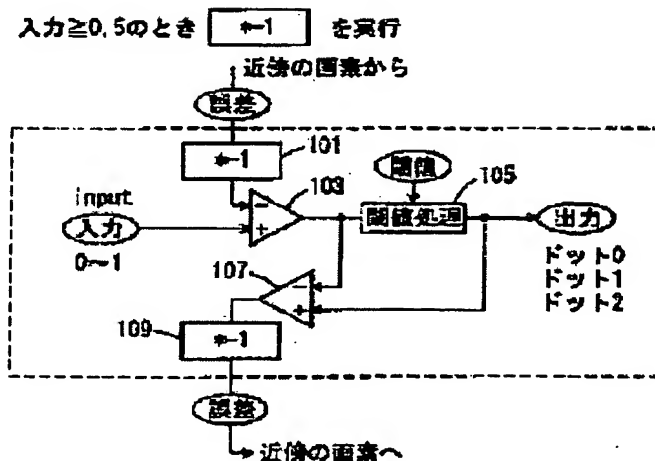 入力≧0.5のとき *-1 を実行
近傍の画素から
誤差
*-1
101
閾値
103
105
input
入力
0~1
閾値処理
出力
ドット0
ドット1
ドット2
107
109
*-1
誤差
近傍の画素へ